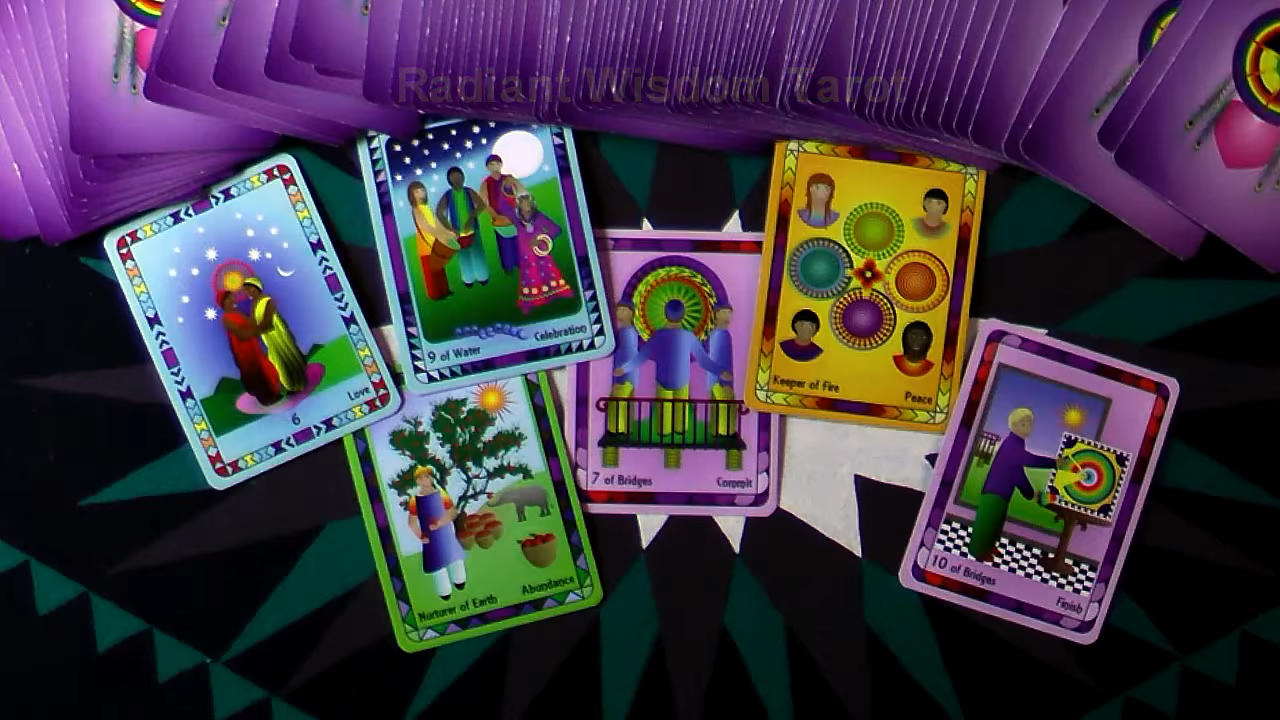 Radiant Wisdom Tarot
6
Love
9 of Water
Celebration
Nurturer of Earth
Abundance
7 of Bridges
Commit
Keeper of Fire
Peace
10 of Bridges
Finish